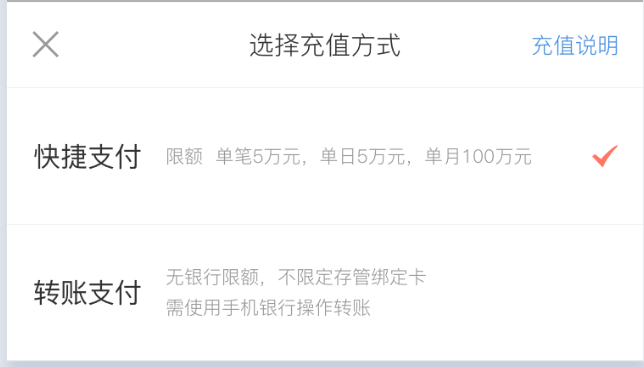 选择充值方式 充值说明
快捷支付 限额 单笔5万元，单日5万元，单月100万元
转账支付 无银行限额，不限定存管绑定卡
需使用手机银行操作转账